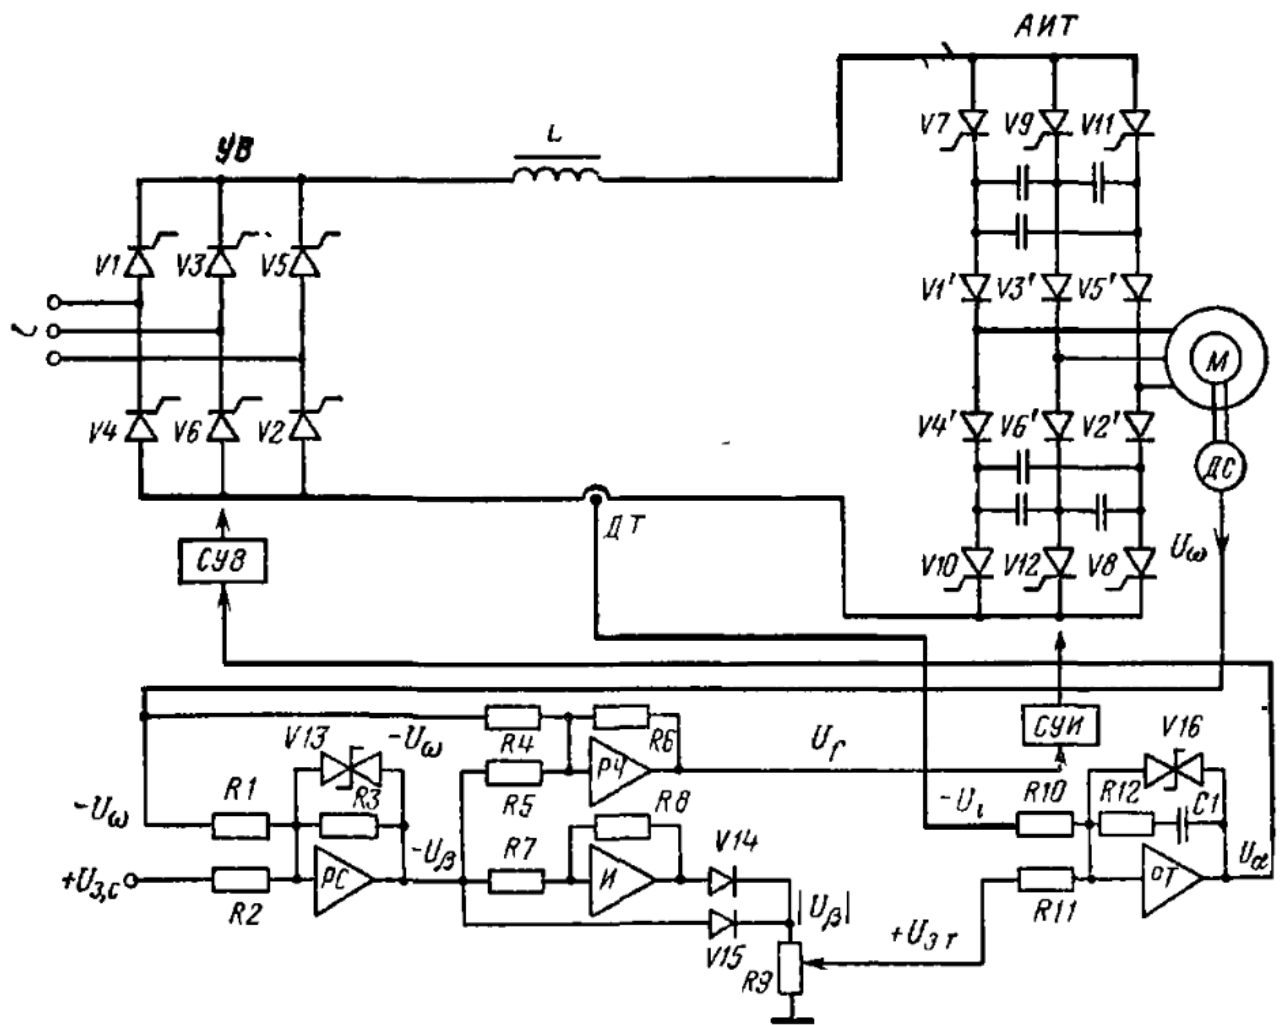 АИТ
УВ
L
V7
V9
V11
V1
V3
V5
V1'
V3'
V5'
М
V4
V6
V2
V4'
V6'
V2'
ДС
ДТ
СУВ
V10
V12
V8
Uω
СУИ
V13
-Uω
R4
R6
РЧ
Uf
V16
-Uω
R1
R3
R5
R8
-Ui
R10
R12
C1
+Uз,с
R2
РС
-Uβ
R7
И
V14
|Uβ|
R11
РТ
Uα
V15
R9
+Uз т